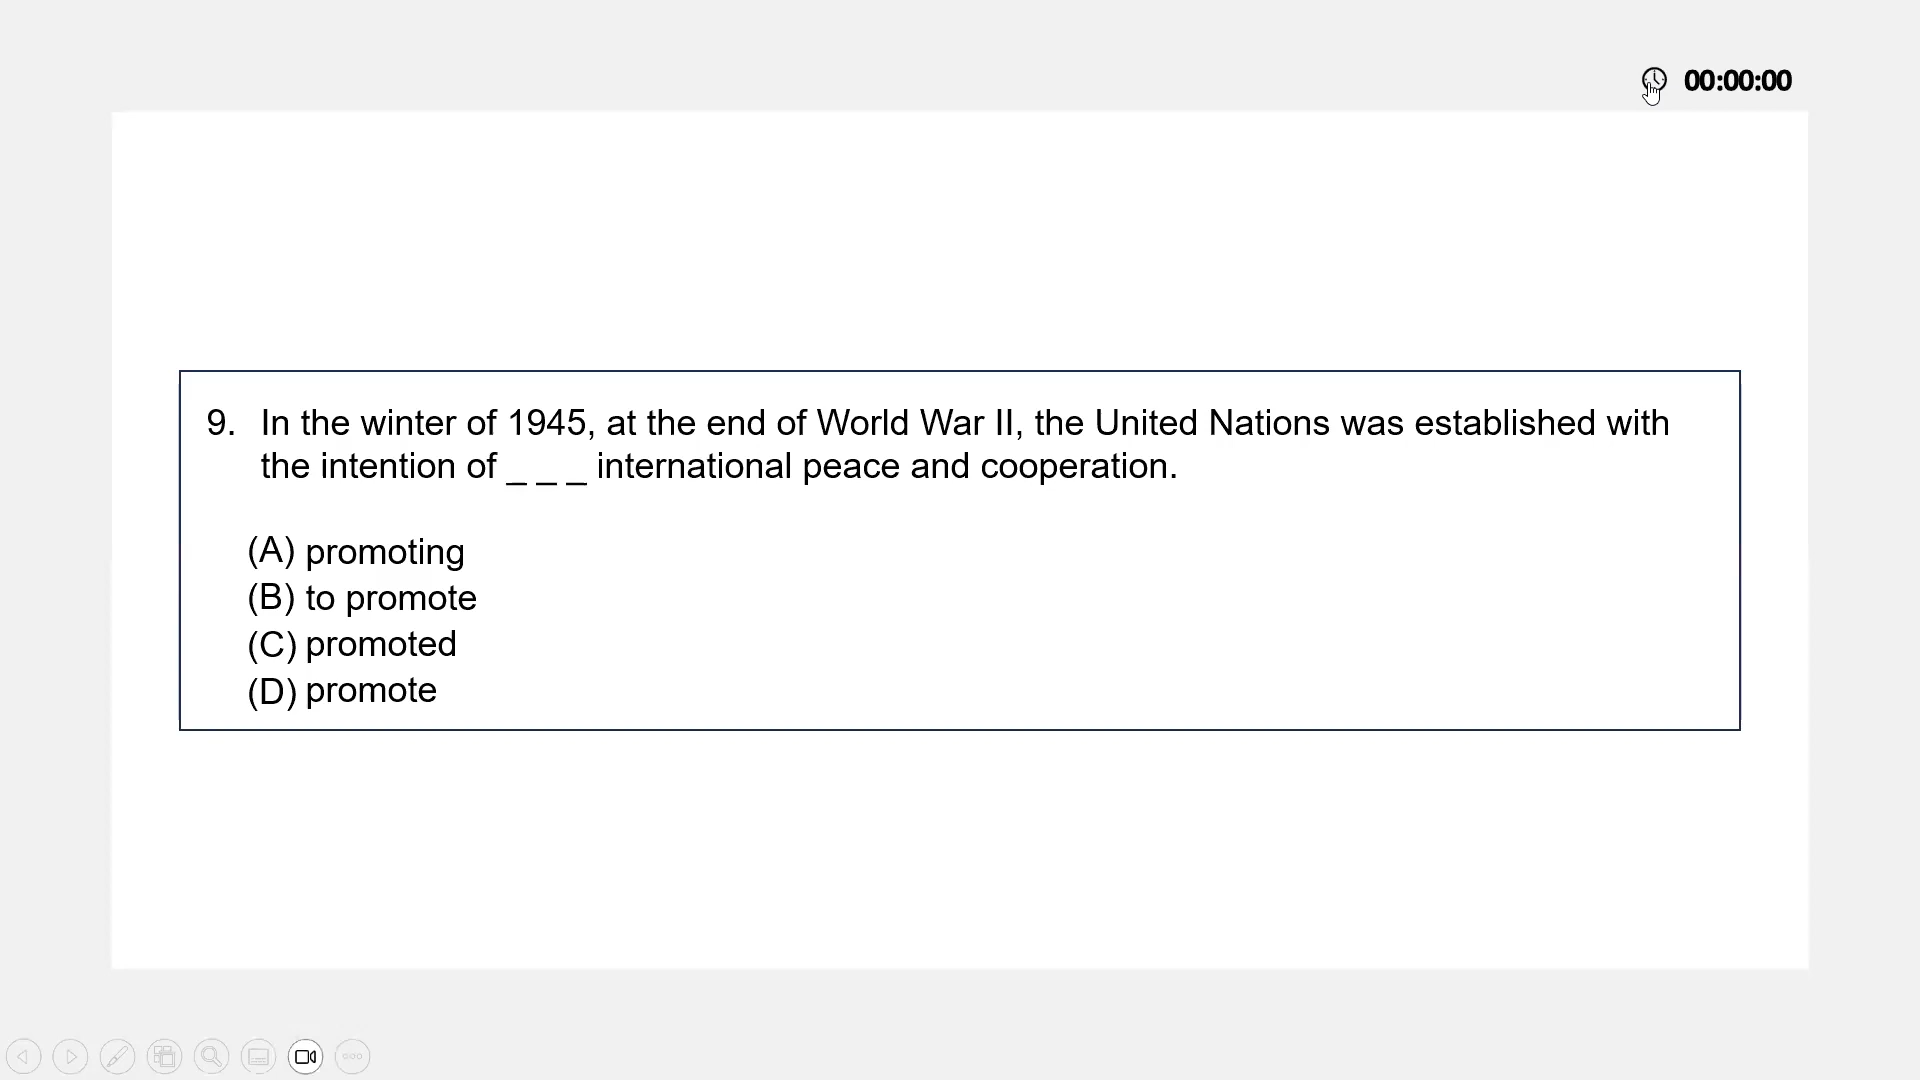 00:00:00
9. In the winter of 1945, at the end of World War II, the United Nations was established with
the intention of _ _ _ international peace and cooperation.
(A) promoting
(B) to promote
(C) promoted
(D) promote